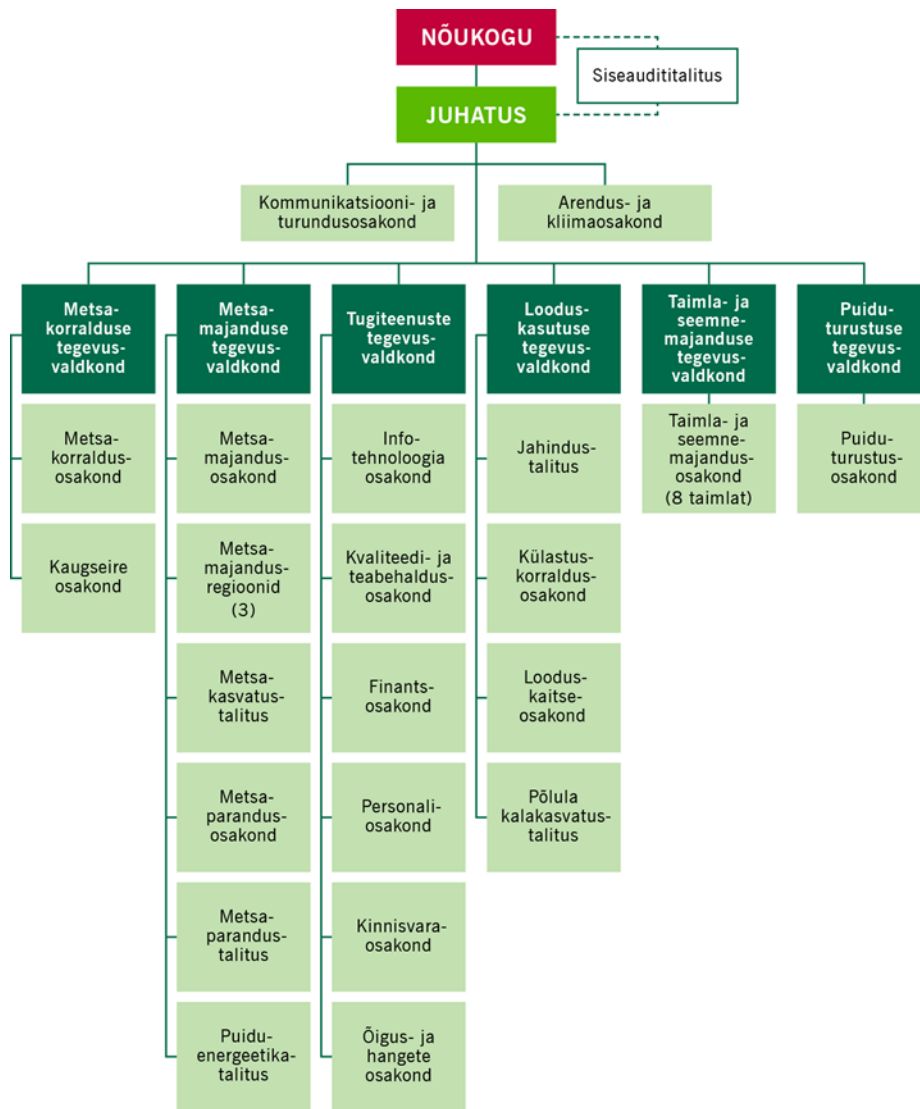 NÕUKOGU
Siseaudititalitus
JUHATUS
Kommunikatsiooni- ja
turundusosakond
Arendus- ja
kliimaosakond
Metsa-
korralduse
tegevus-
valdkond
Metsa-
majanduse
tegevus-
valdkond
Tugiteenuste
tegevus-
valdkond
Loodus-
kasutuse
tegevus-
valdkond
Taimla- ja
seemne-
majanduse
tegevus-
valdkond
Puidu-
turustuse
tegevus-
valdkond
Metsa-
korraldus-
osakond
Metsa-
majandus-
osakond
Info-
tehnoloogia
osakond
Jahindus-
talitus
Taimla- ja
seemne-
majandus-
osakond
(8 taimlat)
Puidu-
turustus-
osakond
Kaugseire
osakond
Metsa-
majandus-
regioonid
(3)
Kvaliteedi- ja
teabehaldus-
osakond
Külastus-
korraldus-
osakond
Metsa-
kasvatus-
talitus
Finants-
osakond
Loodus-
kaitse-
osakond
Metsa-
parandus-
osakond
Personali-
osakond
Põlula
kalakasvatus-
talitus
Metsa-
parandus-
talitus
Kinnisvara-
osakond
Puidu-
energeetika-
talitus
Õigus- ja
hangete
osakond